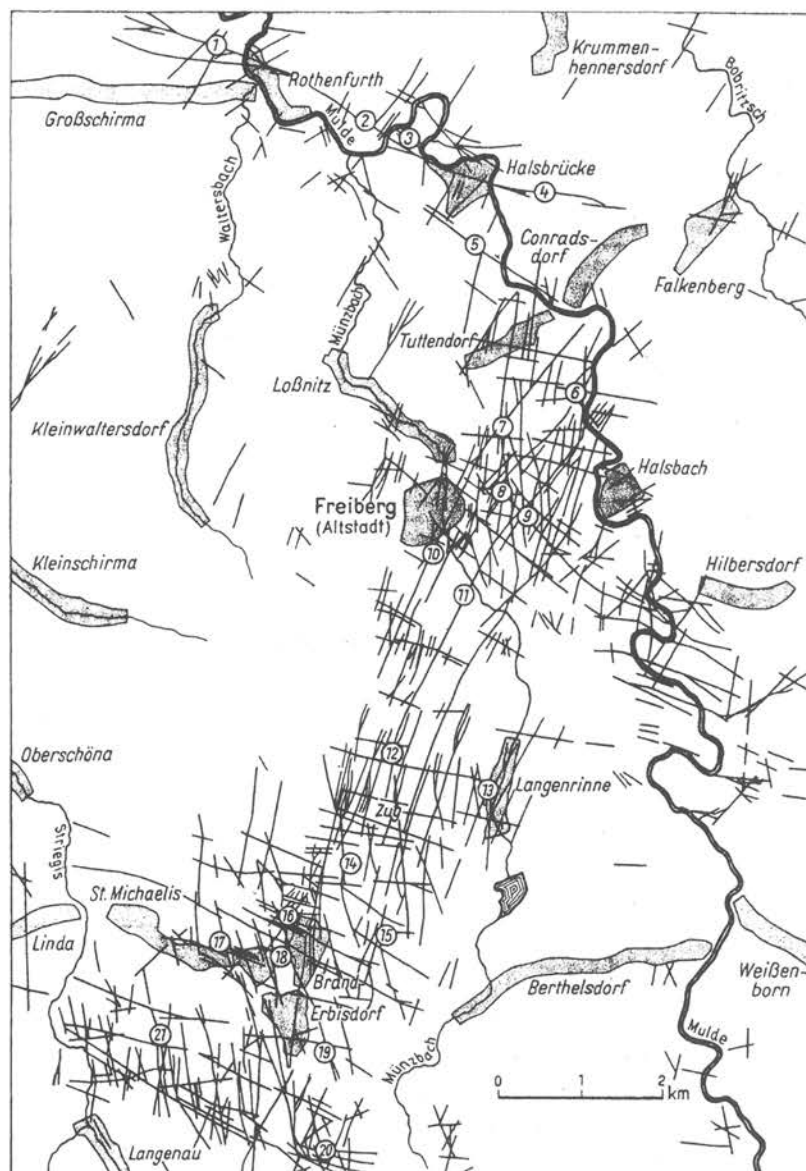 Krummen-
hennersdorf
Bobritzsch
1
Rothenfurth
Großschirma
Mulde
2
3
Halsbrücke
4
Waltersbach
5
Conrads-
dorf
Falkenberg
Münzbach
Tuttendorf
Loßnitz
6
Kleinwaltersdorf
7
Halsbach
8
Freiberg
(Altstadt)
9
10
Kleinschirma
Hilbersdorf
11
Oberschöna
12
Langenrinne
13
Zug
Striegis
14
St. Michaelis
16
15
17
Linda
18
Brand-
Erbisdorf
Berthelsdorf
Weißen-
born
21
19
Münzbach
Mulde
0 1 2
km
20
Langenau